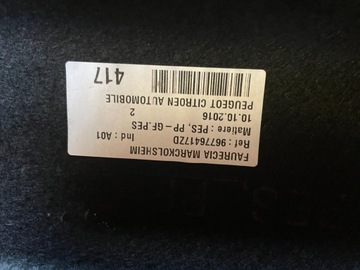 FAURECIA MARCKOLSHEIM
Ref : 96776417ZD Ind : A01
Matiere : PES, PP - GF.PES
2
10.10.2016
PEUGEOT CITROEN AUTOMOBILE
417